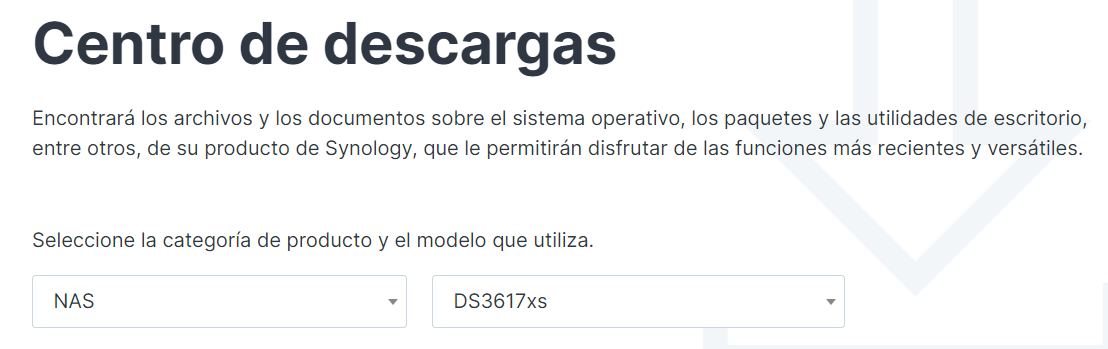 Centro de descargas
Encontrará los archivos y los documentos sobre el sistema operativo, los paquetes y las utilidades de escritorio,
entre otros, de su producto de Synology, que le permitirán disfrutar de las funciones más recientes y versátiles.
Seleccione la categoría de producto y el modelo que utiliza.
NAS DS3617xs